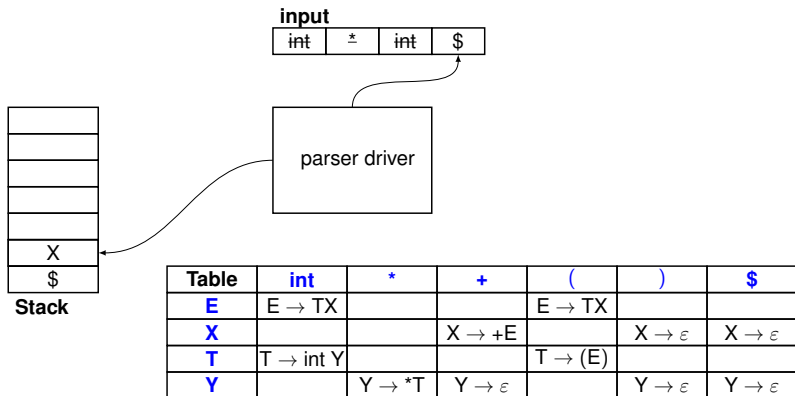 input
int * int $
parser driver
X
$
Stack
Table int * + ( ) $
E E → TX E → TX
X X → +E X → ε X → ε
T T → int Y T → (E)
Y Y → *T Y → ε Y → ε Y → ε